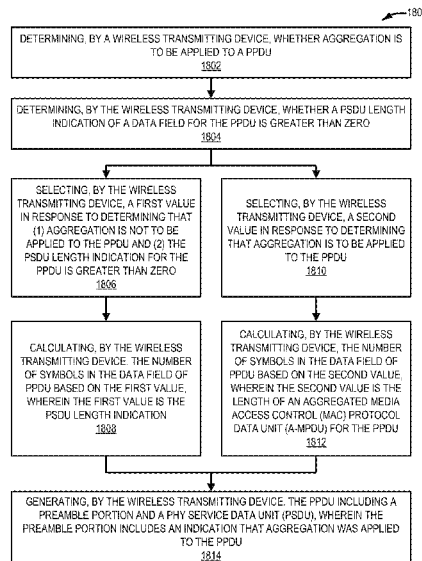 180
DETERMINING, BY A WIRELESS TRANSMITTING DEVICE, WHETHER AGGREGATION IS
TO BE APPLIED TO A PPDU
1802
DETERMINING, BY THE WIRELESS TRANSMITTING DEVICE, WHETHER A PSDU LENGTH
INDICATION OF A DATA FIELD FOR THE PPDU IS GREATER THAN ZERO
1804
SELECTING, BY THE WIRELESS
TRANSMITTING DEVICE, A FIRST VALUE
IN RESPONSE TO DETERMINING THAT
(1) AGGREGATION IS NOT TO BE
APPLIED TO THE PPDU AND (2) THE
PSDU LENGTH INDICATION FOR THE
PPDU IS GREATER THAN ZERO
1806
SELECTING, BY THE WIRELESS
TRANSMITTING DEVICE, A SECOND
VALUE IN RESPONSE TO DETERMINING
THAT AGGREGATION IS TO BE APPLIED
TO THE PPDU
1810
CALCULATING, BY THE WIRELESS
TRANSMITTING DEVICE, THE NUMBER
OF SYMBOLS IN THE DATA FIELD OF
PPDU BASED ON THE FIRST VALUE,
WHEREIN THE FIRST VALUE IS THE
PSDU LENGTH INDICATION
1808
CALCULATING, BY THE WIRELESS
TRANSMITTING DEVICE, THE NUMBER
OF SYMBOLS IN THE DATA FIELD OF
PPDU BASED ON THE SECOND VALUE,
WHEREIN THE SECOND VALUE IS THE
LENGTH OF AN AGGREGATED MEDIA
ACCESS CONTROL (MAC) PROTOCOL
DATA UNIT (A-MPDU) FOR THE PPDU
1812
GENERATING, BY THE WIRELESS TRANSMITTING DEVICE, THE PPDU INCLUDING A
PREAMBLE PORTION AND A PHY SERVICE DATA UNIT (PSDU), WHEREIN THE
PREAMBLE PORTION INCLUDES AN INDICATION THAT AGGREGATION WAS APPLIED
TO THE PPDU
1814